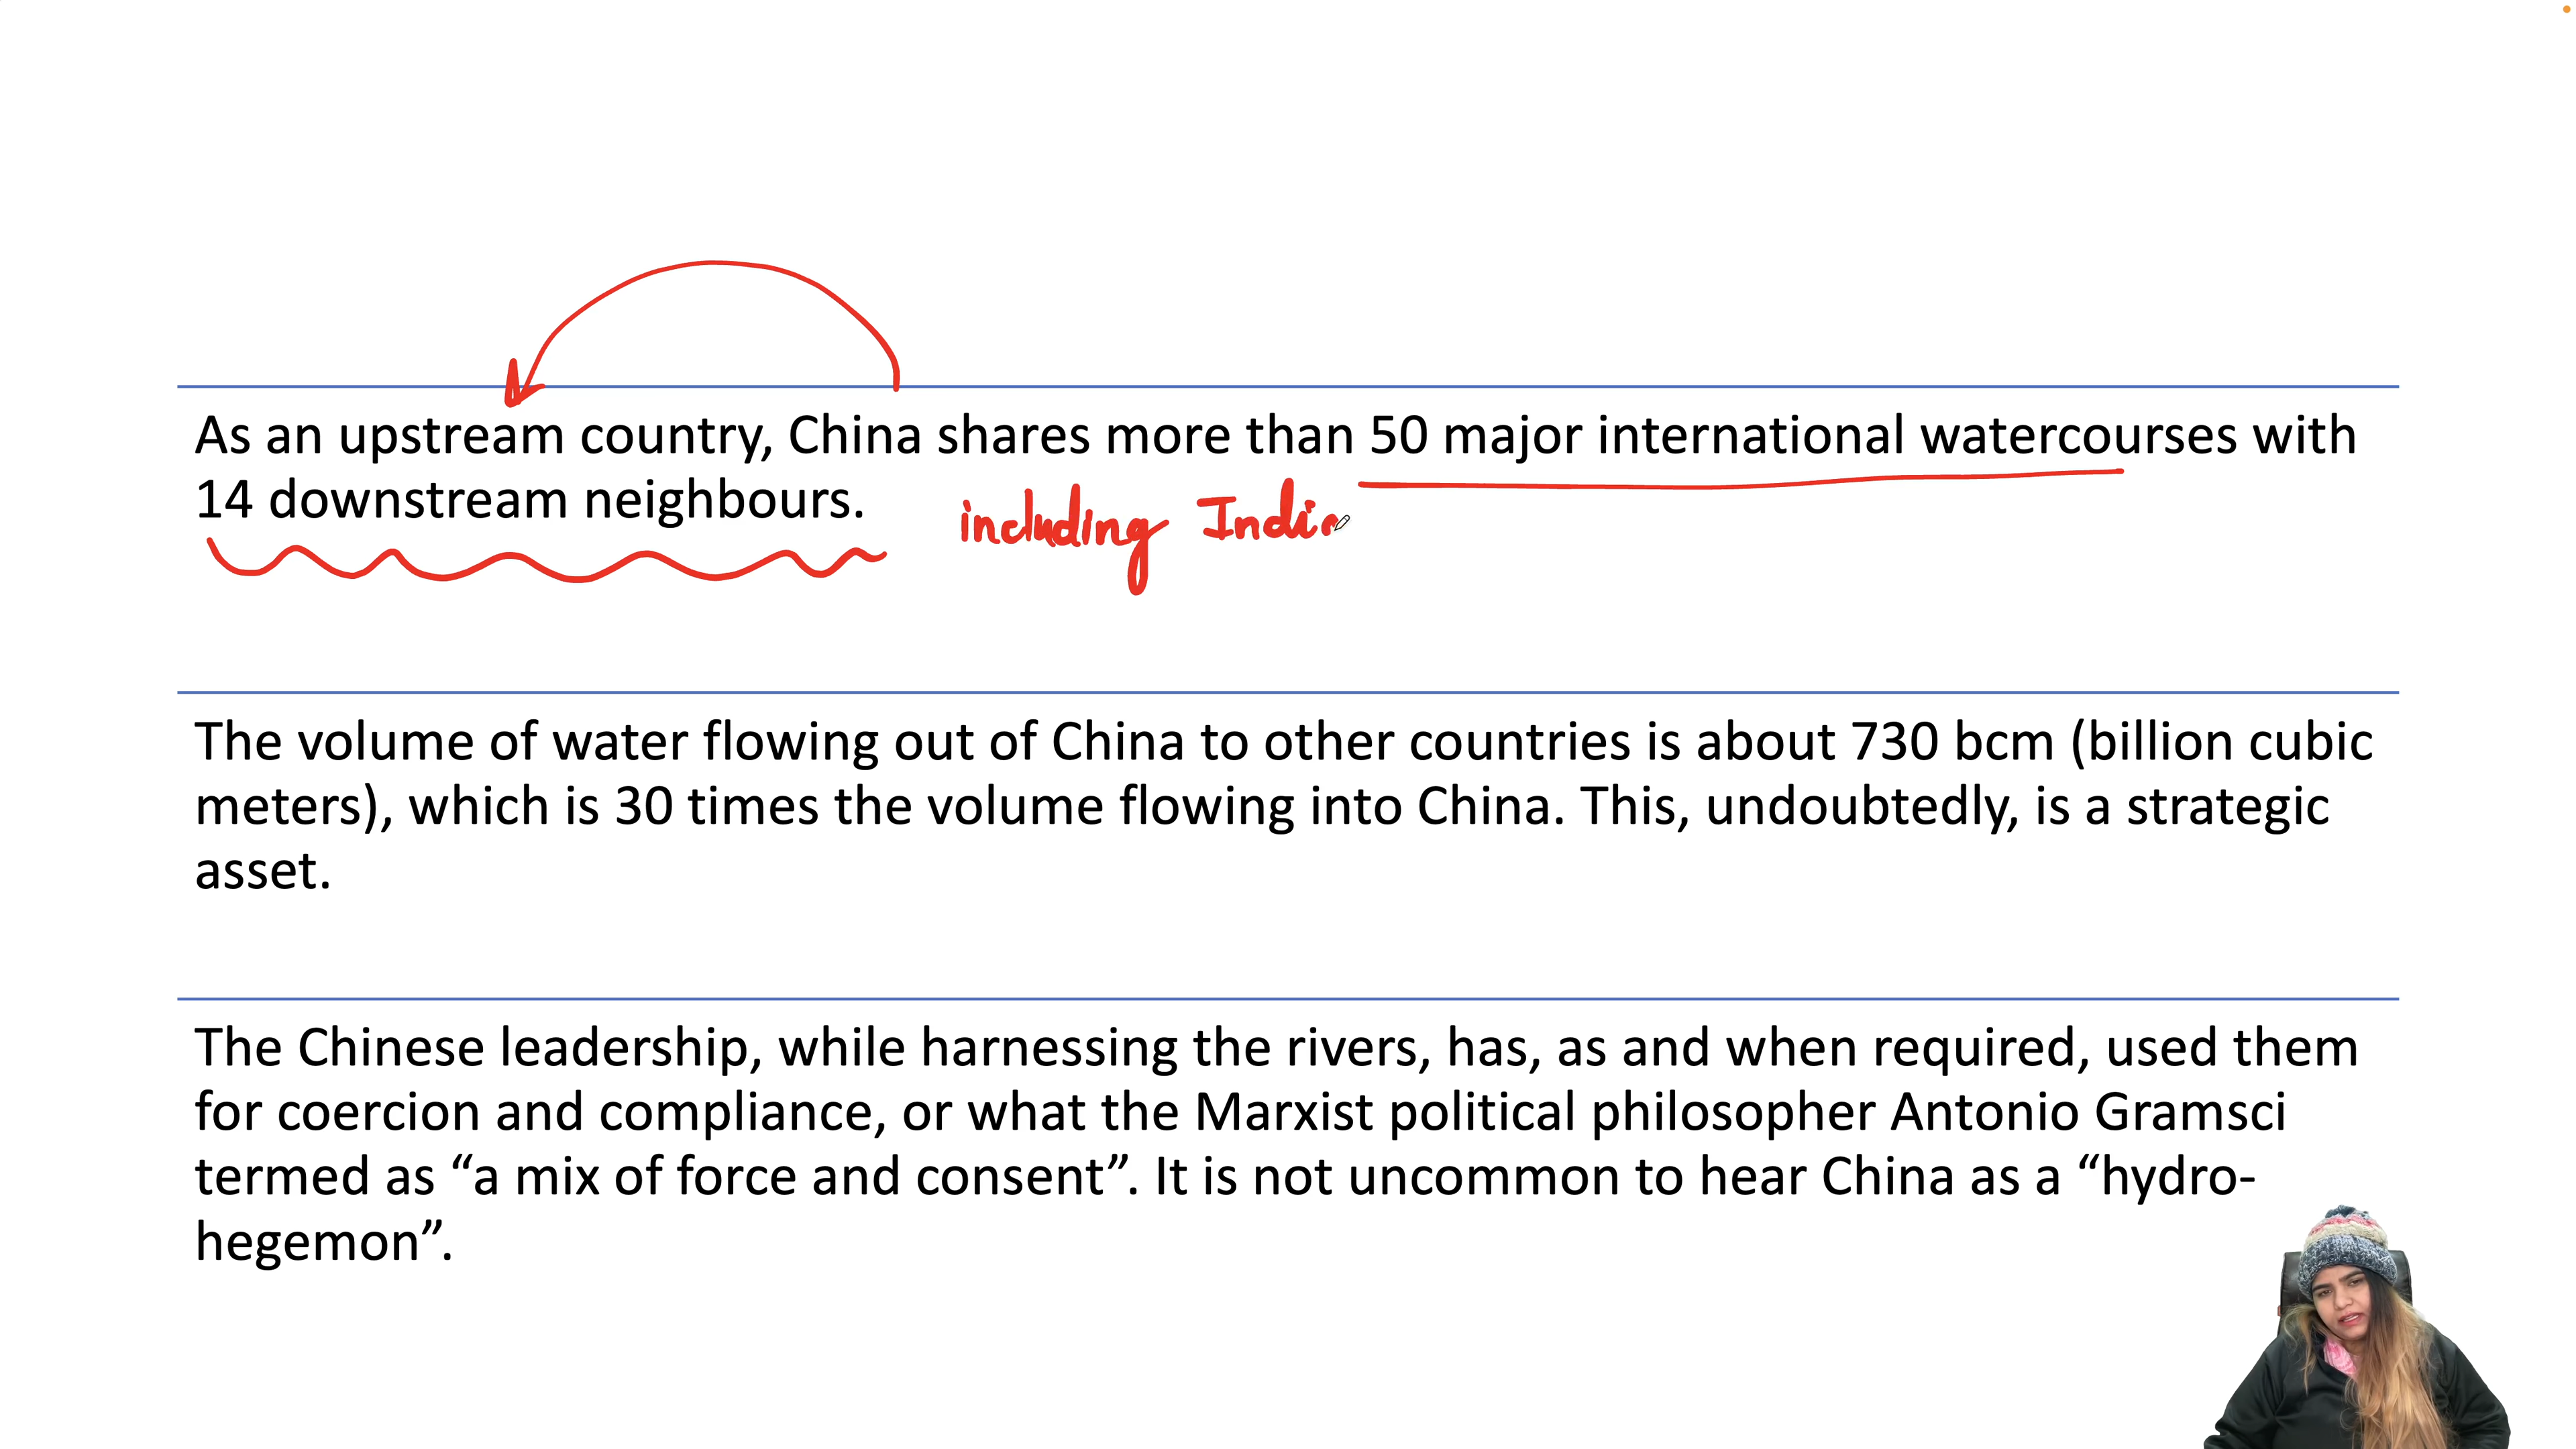 As an upstream country, China shares more than 50 major international watercourses with
14 downstream neighbours.
including India
The volume of water flowing out of China to other countries is about 730 bcm (billion cubic
meters), which is 30 times the volume flowing into China. This, undoubtedly, is a strategic
asset.
The Chinese leadership, while harnessing the rivers, has, as and when required, used them
for coercion and compliance, or what the Marxist political philosopher Antonio Gramsci
termed as “a mix of force and consent”. It is not uncommon to hear China as a “hydro-
hegemon”.